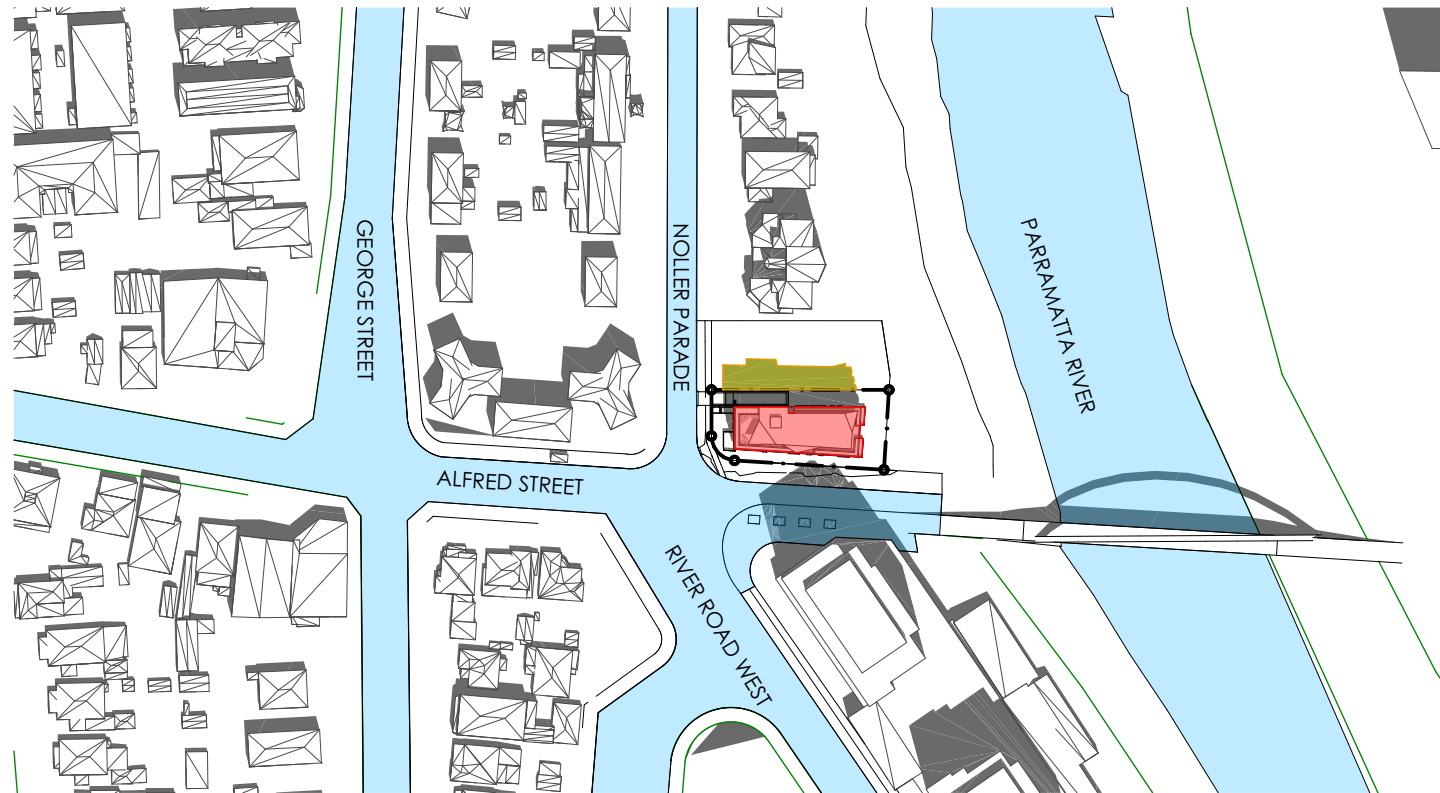 GEORGE STREET
NOLLER PARADE
PARRAMATTA RIVER
ALFRED STREET
RIVER ROAD WEST